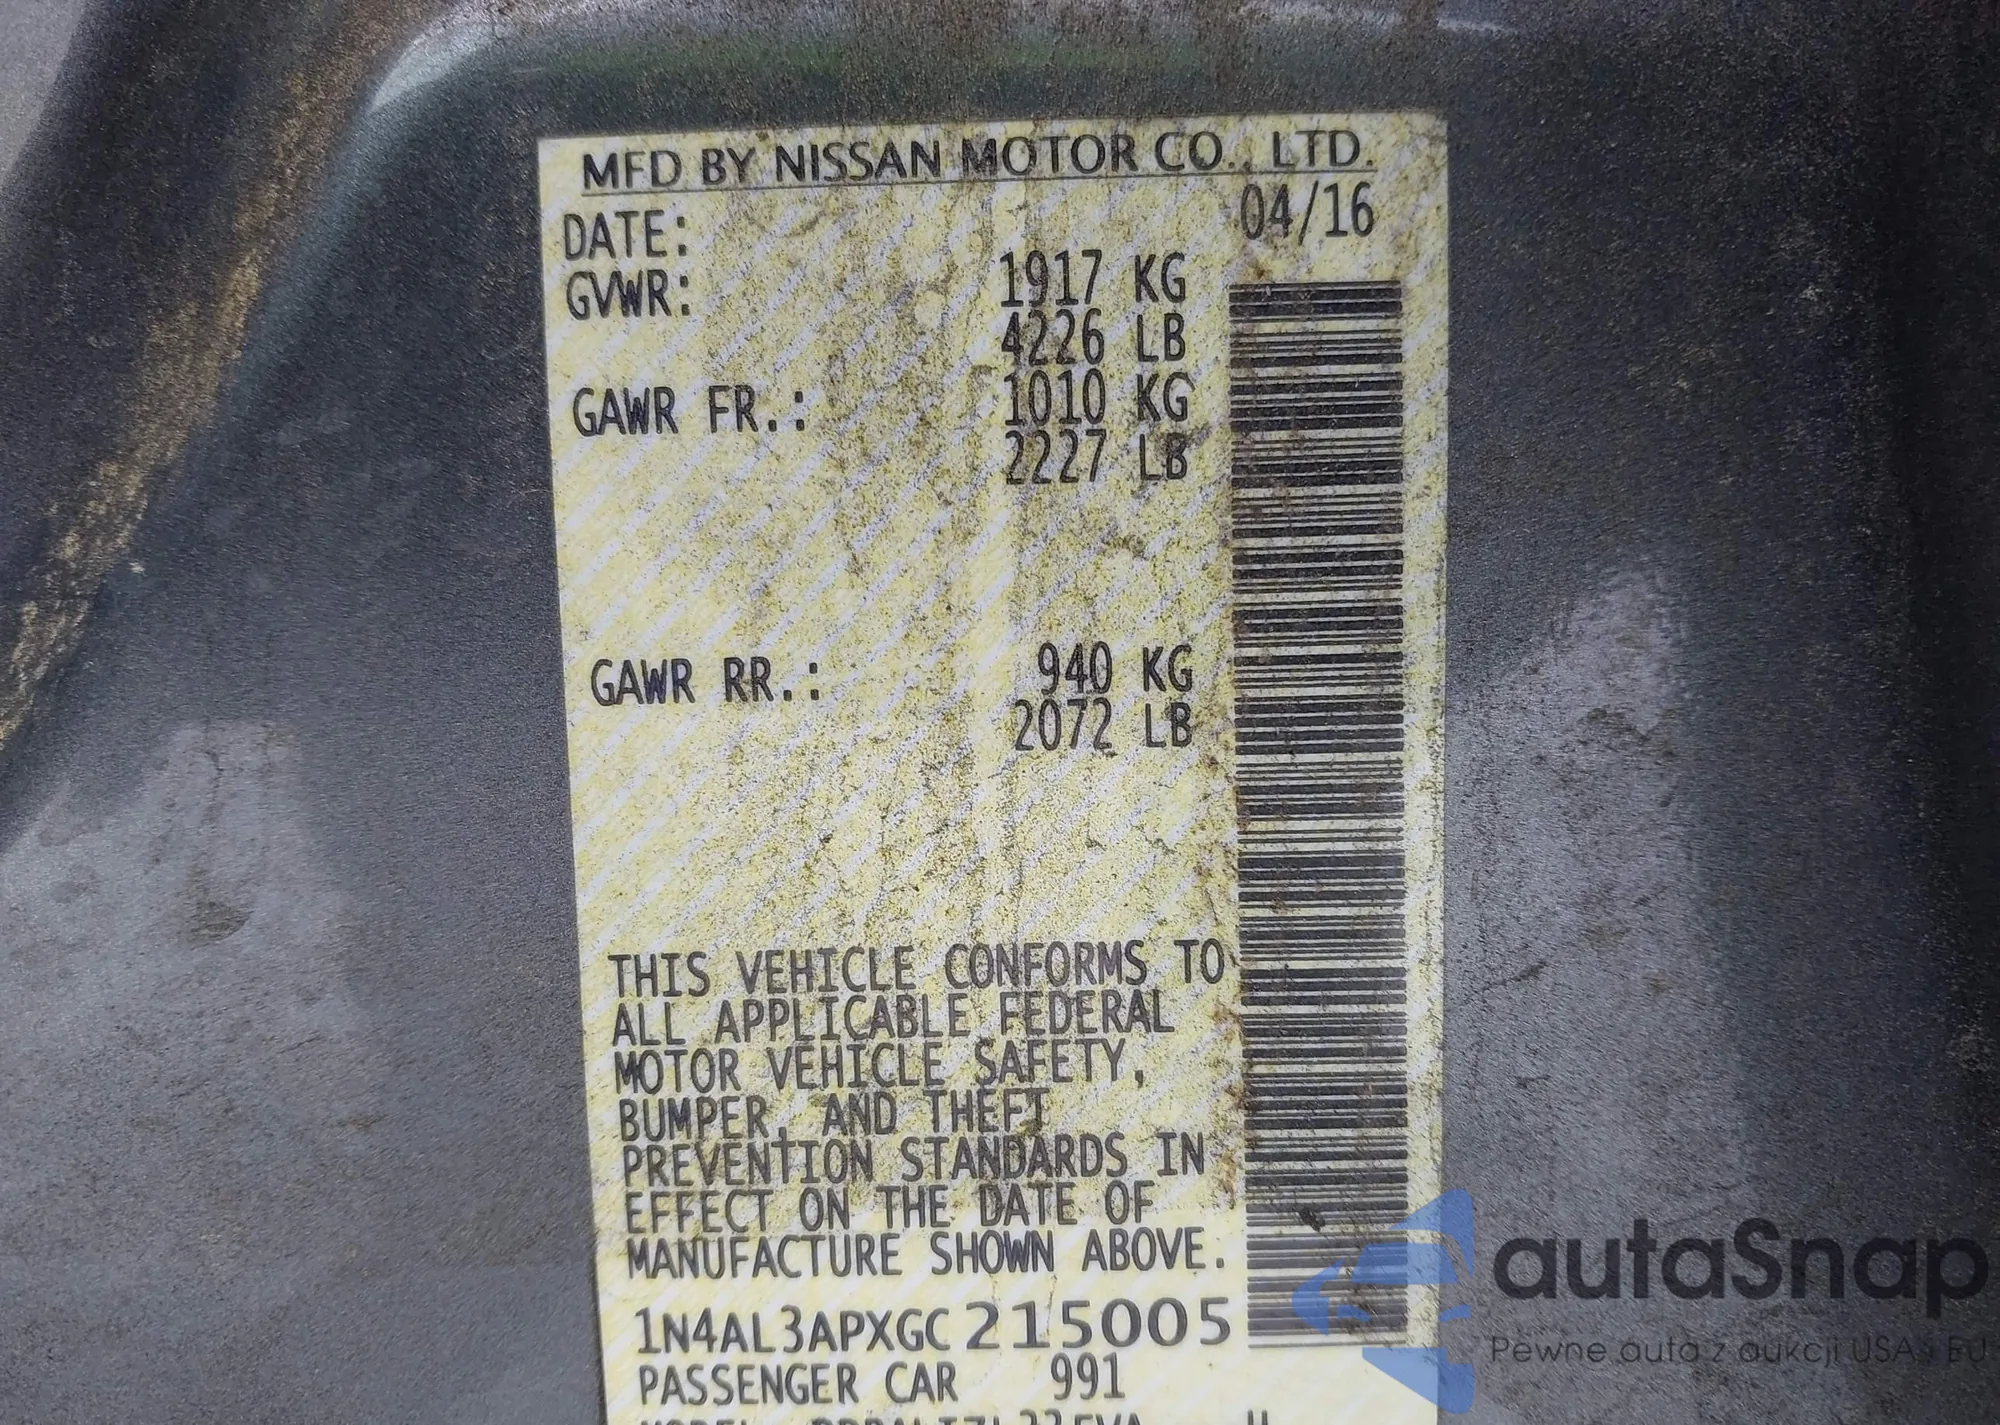 MFD BY NISSAN MOTOR CO., LTD.
DATE: 04/16
GVWR: 1917 KG
4226 LB
GAWR FR.: 1010 KG
2227 LB
GAWR RR.: 940 KG
2072 LB
THIS VEHICLE CONFORMS TO
ALL APPLICABLE FEDERAL
MOTOR VEHICLE SAFETY,
BUMPER, AND THEFT
PREVENTION STANDARDS IN
EFFECT ON THE DATE OF
MANUFACTURE SHOWN ABOVE.
1N4AL3APXGC215005
PASSENGER CAR 991
autaSnap
Pewne auta z aukcji USA i EU